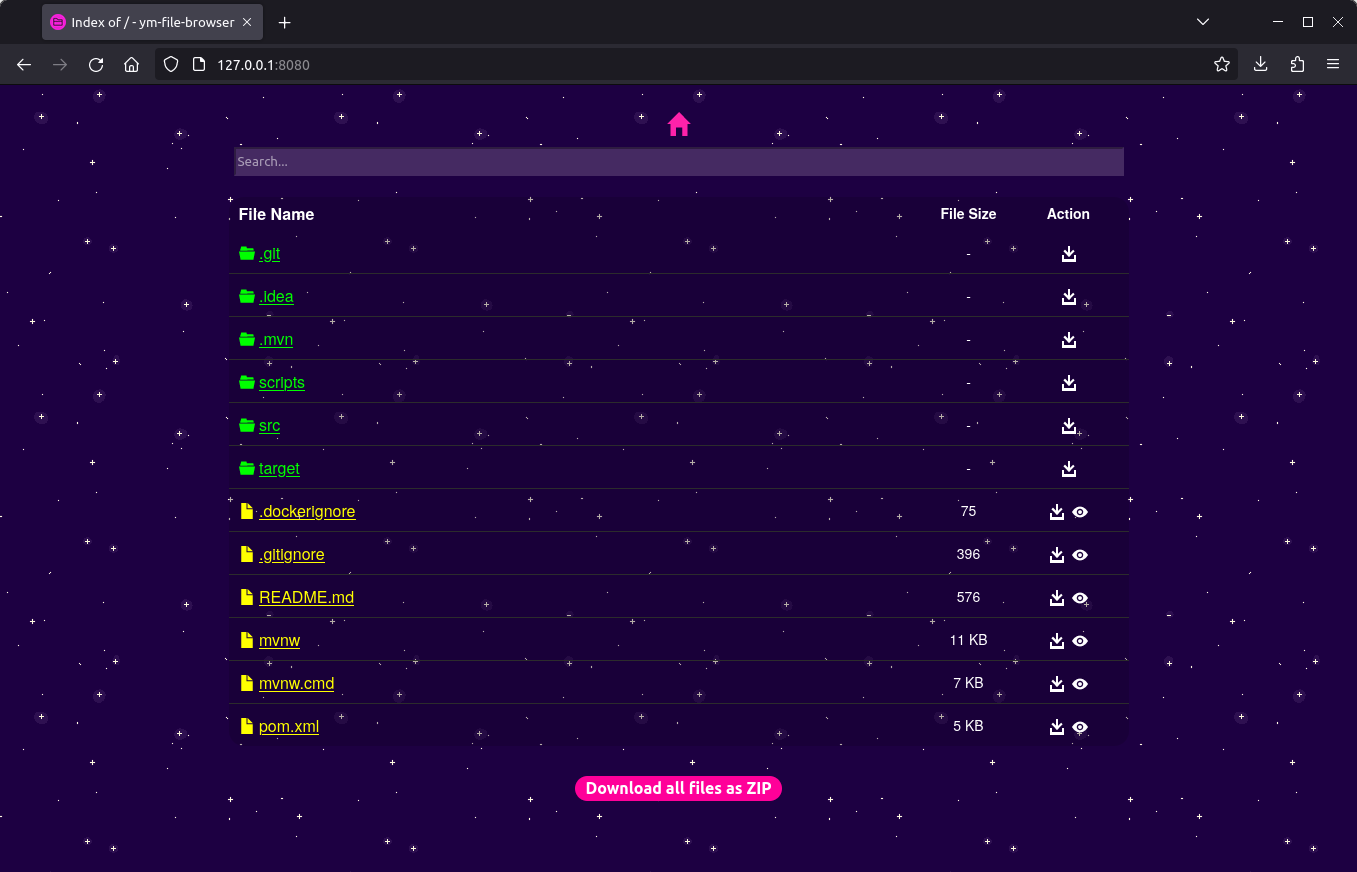 Index of / - ym-file-browser
127.0.0.1:8080
Search...
File Name File Size Action
.git -
.idea -
.mvn -
scripts -
src -
target -
.dockerignore 75
.gitignore 396
README.md 576
mvnw 11 KB
mvnw.cmd 7 KB
pom.xml 5 KB
Download all files as ZIP